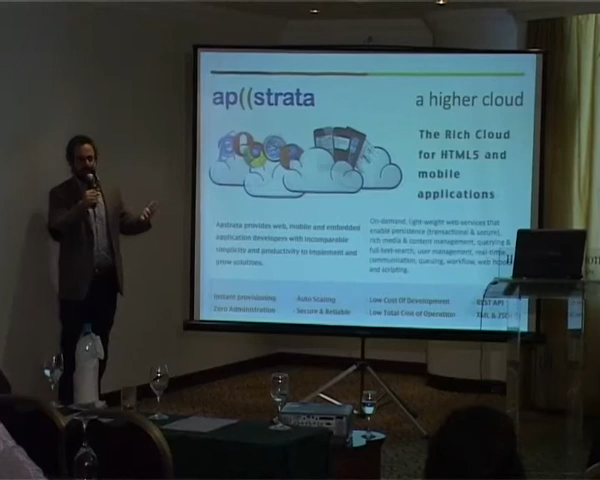 ap((strata
a higher cloud
The Rich Cloud
for HTML5 and
mobile
applications
Apstrata provides web, mobile and embedded
application developers with incomparable
simplicity and productivity to implement and
grow solutions.
On-demand, light-weight web-services that
enable persistence (transactional & secure),
rich media & content management, querying &
full text-search, user management, real-time
communication, queuing, workflow, web hooks
and scripting.
Instant provisioning
Auto Scaling
Low Cost Of Development
REST API
Zero Administration
Secure & Reliable
Low Total Cost of Operation
XML &